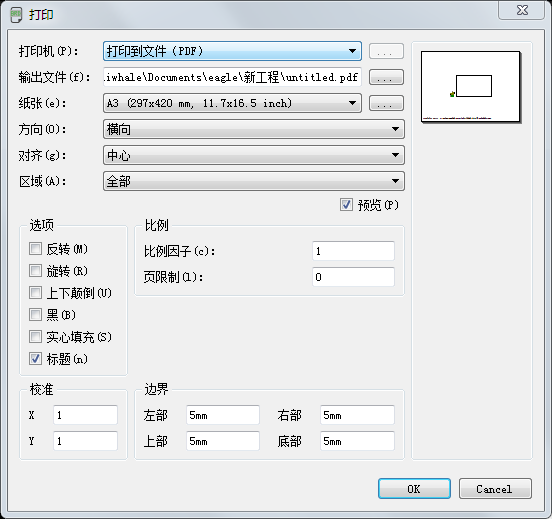 打印
打印机(P): 打印到文件 (PDF) ...
输出文件(f): .iwhale\Documents\eagle\新工程\untitled.pdf ...
纸张(e): A3 (297x420 mm, 11.7x16.5 inch) ...
方向(O): 横向
对齐(g): 中心
区域(A): 全部
预览(P)
选项
反转(M)
旋转(R)
上下颠倒(U)
黑(B)
实心填充(S)
标题(n)
比例
比例因子(c): 1
页限制(l): 0
校准
X 1
Y 1
边界
左部 5mm 右部 5mm
上部 5mm 底部 5mm
OK Cancel